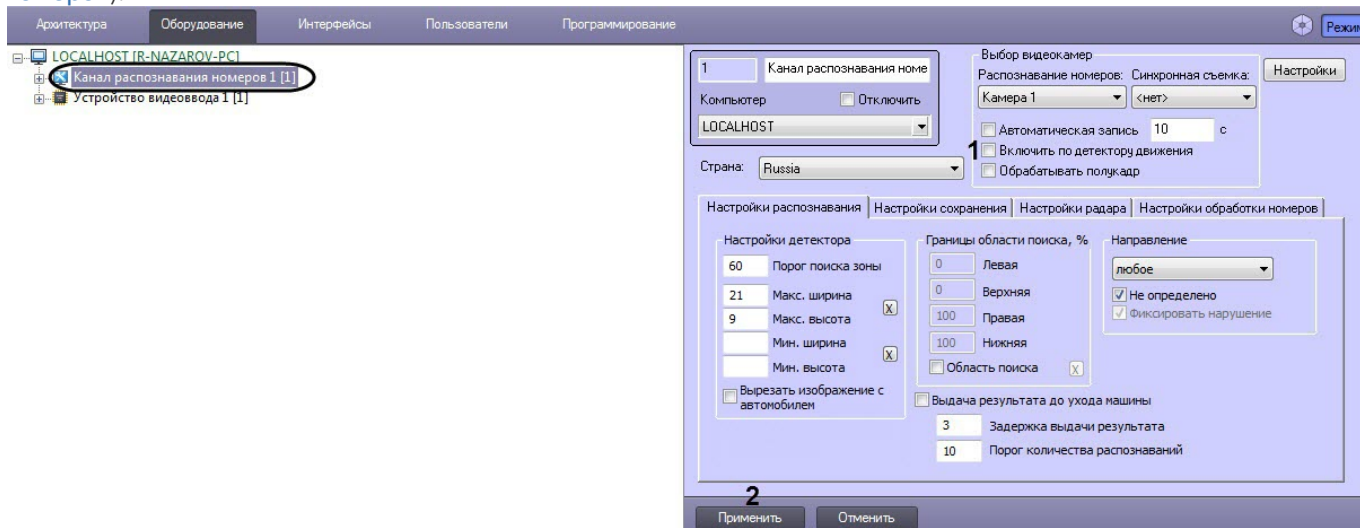 Архитектура Оборудование Интерфейсы Пользователи Программирование
LOCALHOST [R-NAZAROV-PC]
Канал распознавания номеров 1 [1]
Устройство видеоввода 1 [1]
1 Канал распознавания номе
Компьютер Отключить
LOCALHOST
Страна: Russia
Выбор видеокамер
Распознавание номеров: Синхронная съемка: Настройки
Камера 1 <нет>
Автоматическая запись 10 с
1 Включить по детектору движения
Обрабатывать полукадр
Настройки распознавания Настройки сохранения Настройки радара Настройки обработки номеров
Настройки детектора
60 Порог поиска зоны
21 Макс. ширина
9 Макс. высота
X
Мин. ширина
Мин. высота
X
Вырезать изображение с
автомобилем
Границы области поиска, %
0 Левая
0 Верхняя
100 Правая
100 Нижняя
Область поиска X
Направление
любое
Не определено
Фиксировать нарушение
Выдача результата до ухода машины
3 Задержка выдачи результата
10 Порог количества распознаваний
2
Применить Отменить